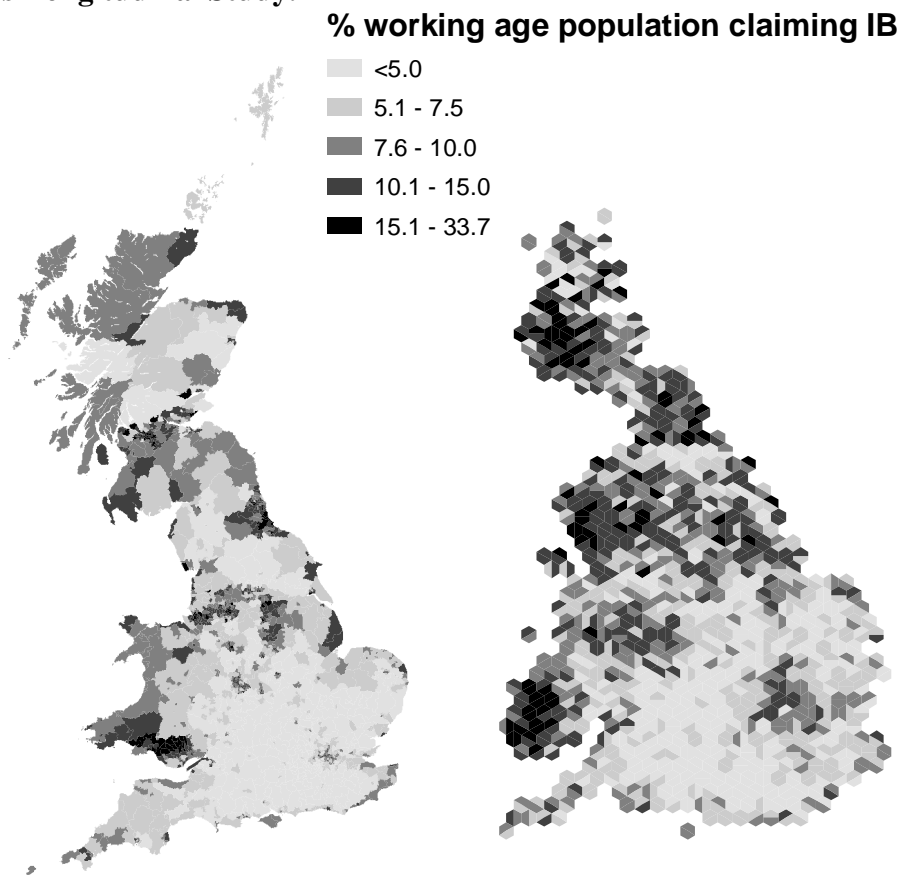 % working age population claiming IB
<5.0
5.1 - 7.5
7.6 - 10.0
10.1 - 15.0
15.1 - 33.7